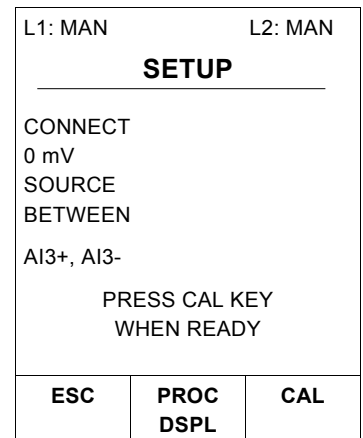 L1: MAN L2: MAN
SETUP
CONNECT
0 mV
SOURCE
BETWEEN
AI3+, AI3-
PRESS CAL KEY
WHEN READY
ESC PROC CAL
DSPL